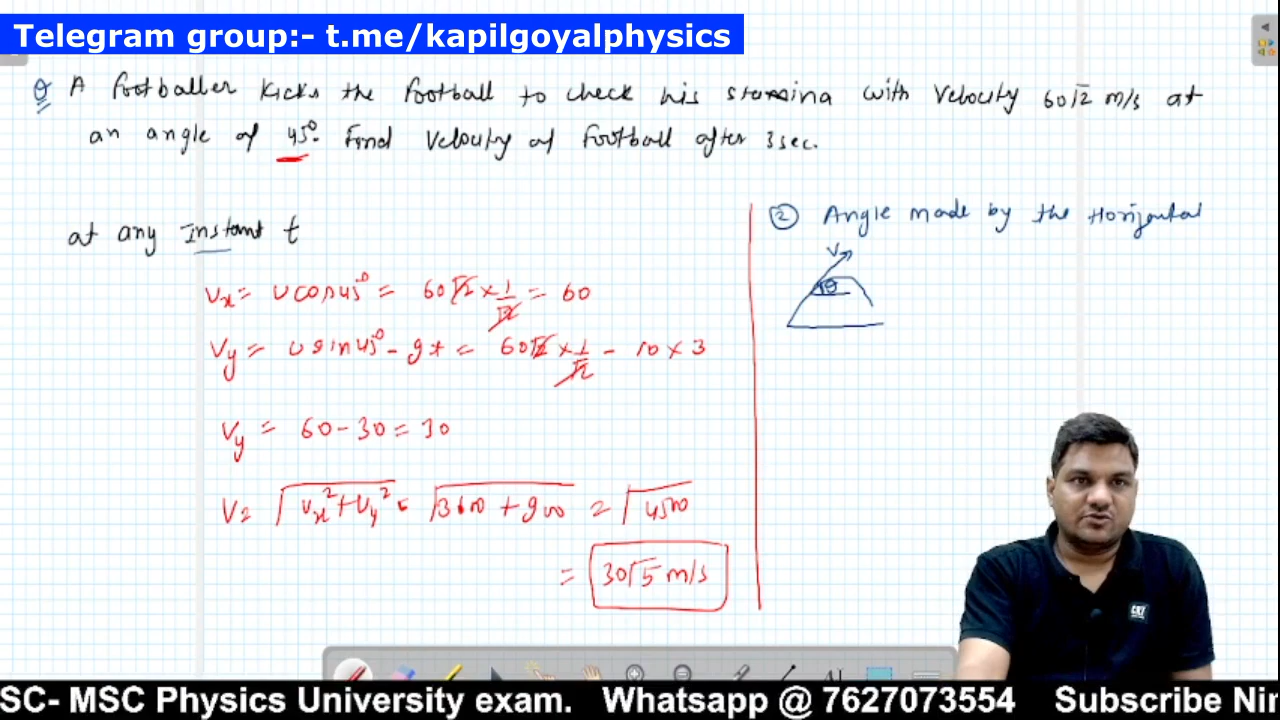 Telegram group:- t.me/kapilgoyalphysics
Q A footballer kicks the football to check his stamina with velocity 60√2 m/s at
an angle of 45°. Find velocity of football after 3 sec.
at any Instant t
Vx = u cos45° = 60√2 × 1/√2 = 60
Vy = u sin45° - gt = 60√2 × 1/√2 - 10 × 3
Vy = 60 - 30 = 30
V = √Vx² + Vy² = √3600 + 900 = √4500
= 30√5 m/s
② Angle made by the Horizontal
V
θ
SC- MSC Physics University exam. Whatsapp @ 7627073554 Subscribe Nir